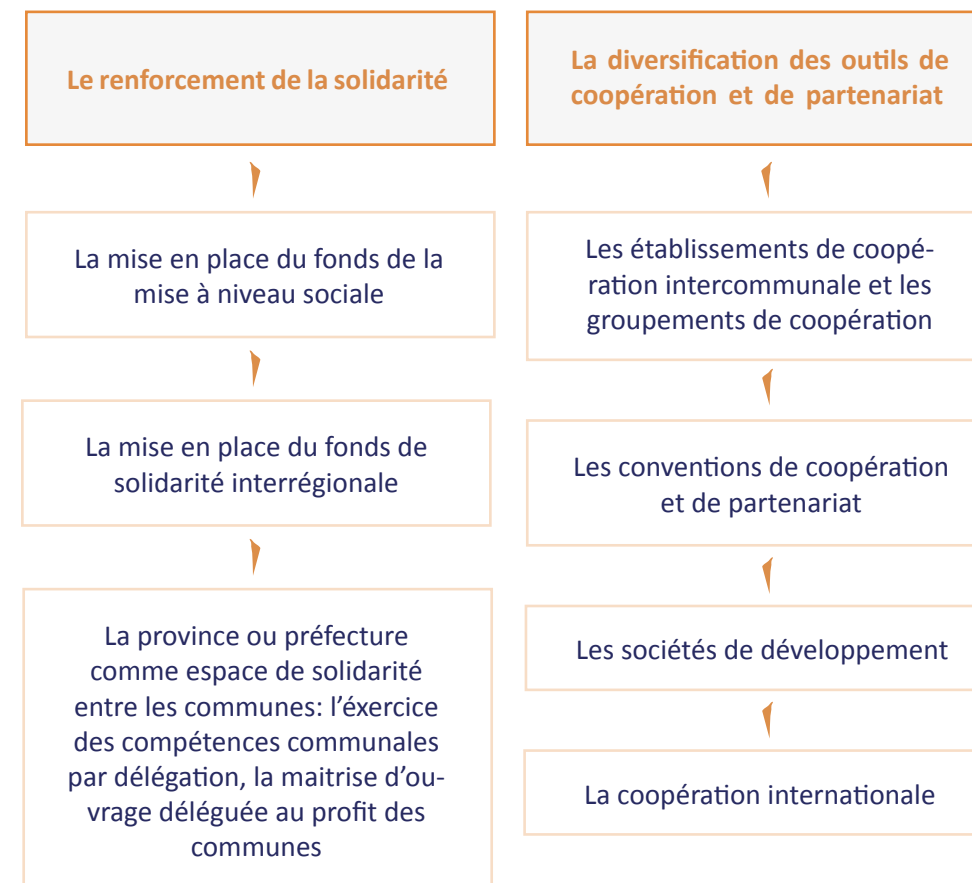 Le renforcement de la solidarité
La mise en place du fonds de la
mise à niveau sociale
La mise en place du fonds de
solidarité interrégionale
La province ou préfecture
comme espace de solidarité
entre les communes: l'éxercice
des compétences communales
par délégation, la maitrise d'ou-
vrage déléguée au profit des
communes
La diversification des outils de
coopération et de partenariat
Les établissements de coopé-
ration intercommunale et les
groupements de coopération
Les conventions de coopération
et de partenariat
Les sociétés de développement
La coopération internationale